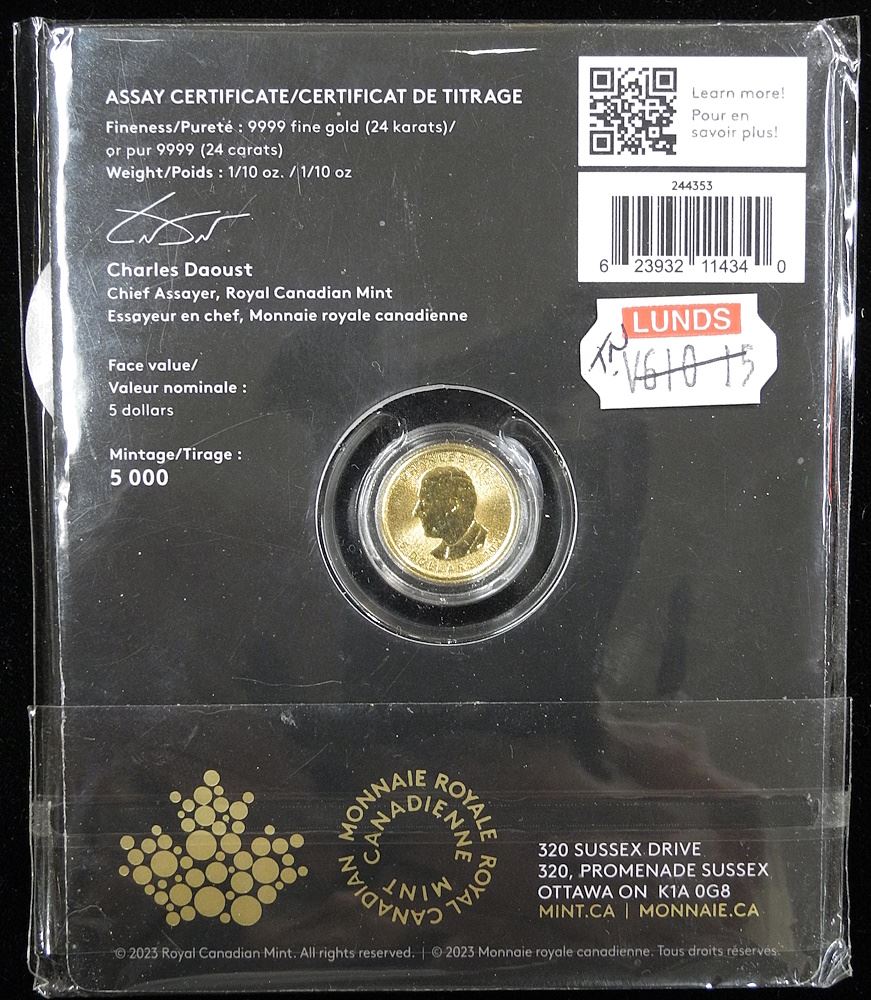 ASSAY CERTIFICATE/CERTIFICAT DE TITRAGE
Fineness/Pureté : 9999 fine gold (24 karats)/
or pur 9999 (24 carats)
Weight/Poids : 1/10 oz. / 1/10 oz
Charles Daoust
Chief Assayer, Royal Canadian Mint
Essayeur en chef, Monnaie royale canadienne
Face value/
Valeur nominale :
5 dollars
Mintage/Tirage :
5 000
Learn more!
Pour en
savoir plus!
244353
6 23932 11434 0
LUNDS
MONNAIE ROYALE CANADIENNE
ROYAL CANADIAN MINT
320 SUSSEX DRIVE
320, PROMENADE SUSSEX
OTTAWA ON K1A 0G8
MINT.CA | MONNAIE.CA
© 2023 Royal Canadian Mint. All rights reserved. | © 2023 Monnaie royale canadienne. Tous droits réservés.